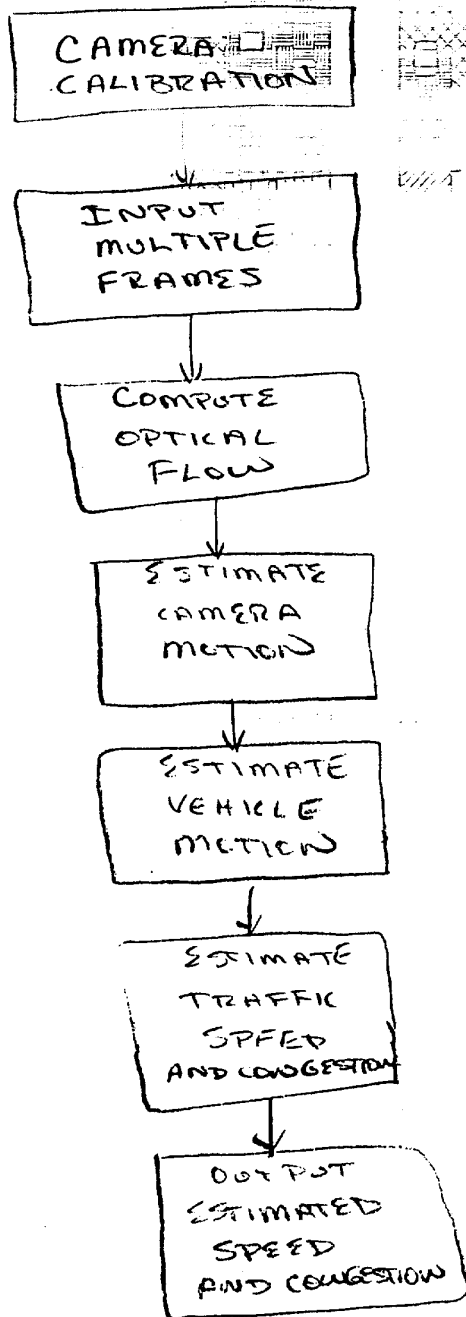 CAMERA
CALIBRATION
INPUT
MULTIPLE
FRAMES
COMPUTE
OPTICAL
FLOW
ESTIMATE
CAMERA
MOTION
ESTIMATE
VEHICLE
MOTION
ESTIMATE
TRAFFIC
SPEED
AND CONGESTION
OUTPUT
ESTIMATED
SPEED
AND CONGESTION